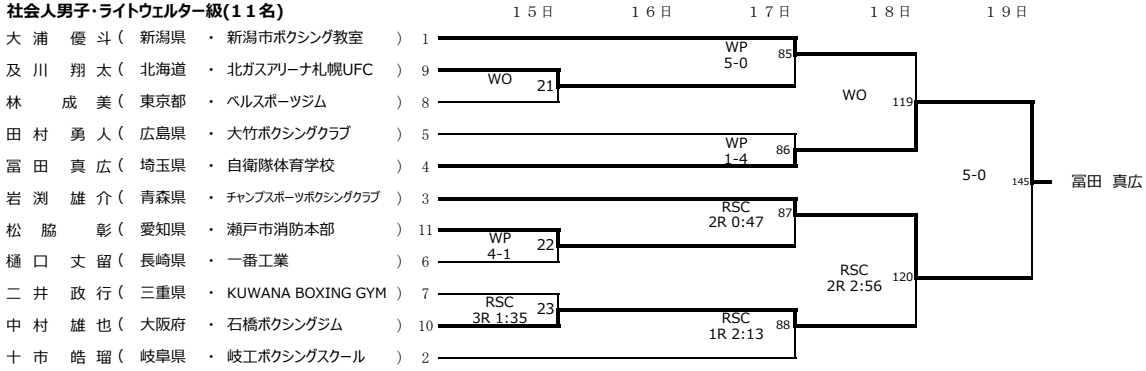 社会人男子・ライトウェルター級(11名) 15日 16日 17日 18日 19日
大浦 優斗 ( 新潟県 ・ 新潟市ボクシング教室 ) 1
及川 翔太 ( 北海道 ・ 北ガスアリーナ札幌UFC ) 9
林 成美 ( 東京都 ・ ベルスポーツジム ) 8
田村 勇人 ( 広島県 ・ 大竹ボクシングクラブ ) 5
冨田 真広 ( 埼玉県 ・ 自衛隊体育学校 ) 4
岩渕 雄介 ( 青森県 ・ チャンプスポーツボクシングクラブ ) 3
松脇 彰 ( 愛知県 ・ 瀬戸市消防本部 ) 11
樋口 丈留 ( 長崎県 ・ 一番工業 ) 6
二井 政行 ( 三重県 ・ KUWANA BOXING GYM ) 7
中村 雄也 ( 大阪府 ・ 石橋ボクシングジム ) 10
十市 皓瑠 ( 岐阜県 ・ 岐工ボクシングスクール ) 2
WO 21
WP 22
4-1
RSC 23
3R 1:35
WP 85
5-0
WP 86
1-4
RSC 87
2R 0:47
RSC 88
1R 2:13
WO 119
RSC 120
2R 2:56
5-0 145
冨田 真広